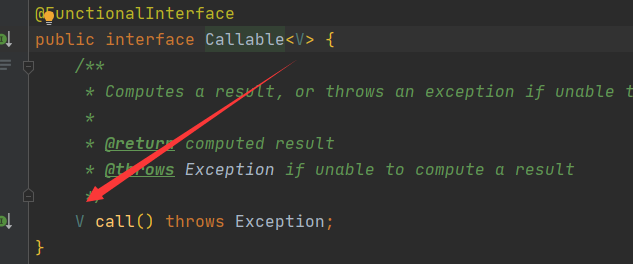 @FunctionalInterface
public interface Callable<V> {
/**
* Computes a result, or throws an exception if unable t
*
* @return computed result
* @throws Exception if unable to compute a result
*/
V call() throws Exception;
}